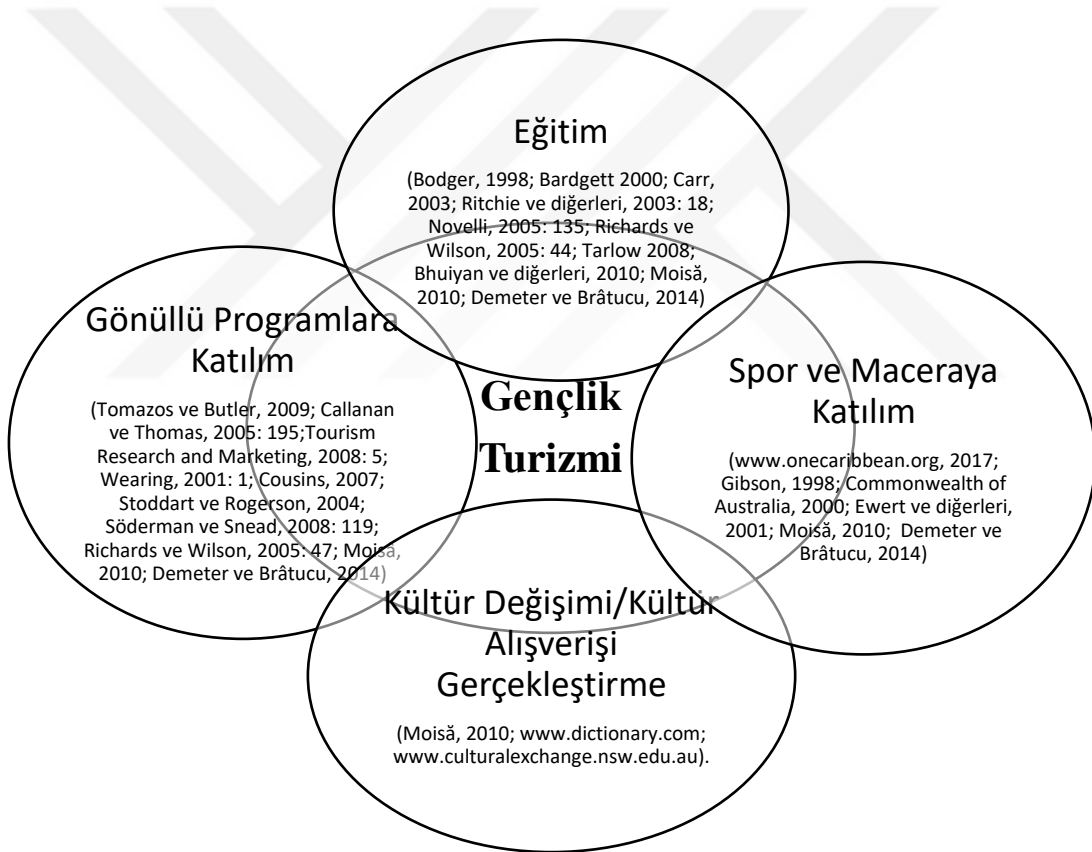 Eğitim
(Bodger, 1998; Bardgett 2000; Carr,
2003; Ritchie ve diğerleri, 2003: 18;
Novelli, 2005: 135; Richards ve
Wilson, 2005: 44; Tarlow 2008;
Bhuiyan ve diğerleri, 2010; Moisă,
2010; Demeter ve Brâtucu, 2014)
Gönüllü Programlara
Katılım
(Tomazos ve Butler, 2009; Callanan
ve Thomas, 2005: 195;Tourism
Research and Marketing, 2008: 5;
Wearing, 2001: 1; Cousins, 2007;
Stoddart ve Rogerson, 2004;
Söderman ve Snead, 2008: 119;
Richards ve Wilson, 2005: 47; Moisă,
2010; Demeter ve Brâtucu, 2014)
Gençlik
Turizmi
Spor ve Maceraya
Katılım
(www.onecaribbean.org, 2017;
Gibson, 1998; Commonwealth of
Australia, 2000; Ewert ve diğerleri,
2001; Moisă, 2010; Demeter ve
Brâtucu, 2014)
Kültür Değişimi/Kültür
Alışverişi
Gerçekleştirme
(Moisă, 2010; www.dictionary.com;
www.culturalexchange.nsw.edu.au).